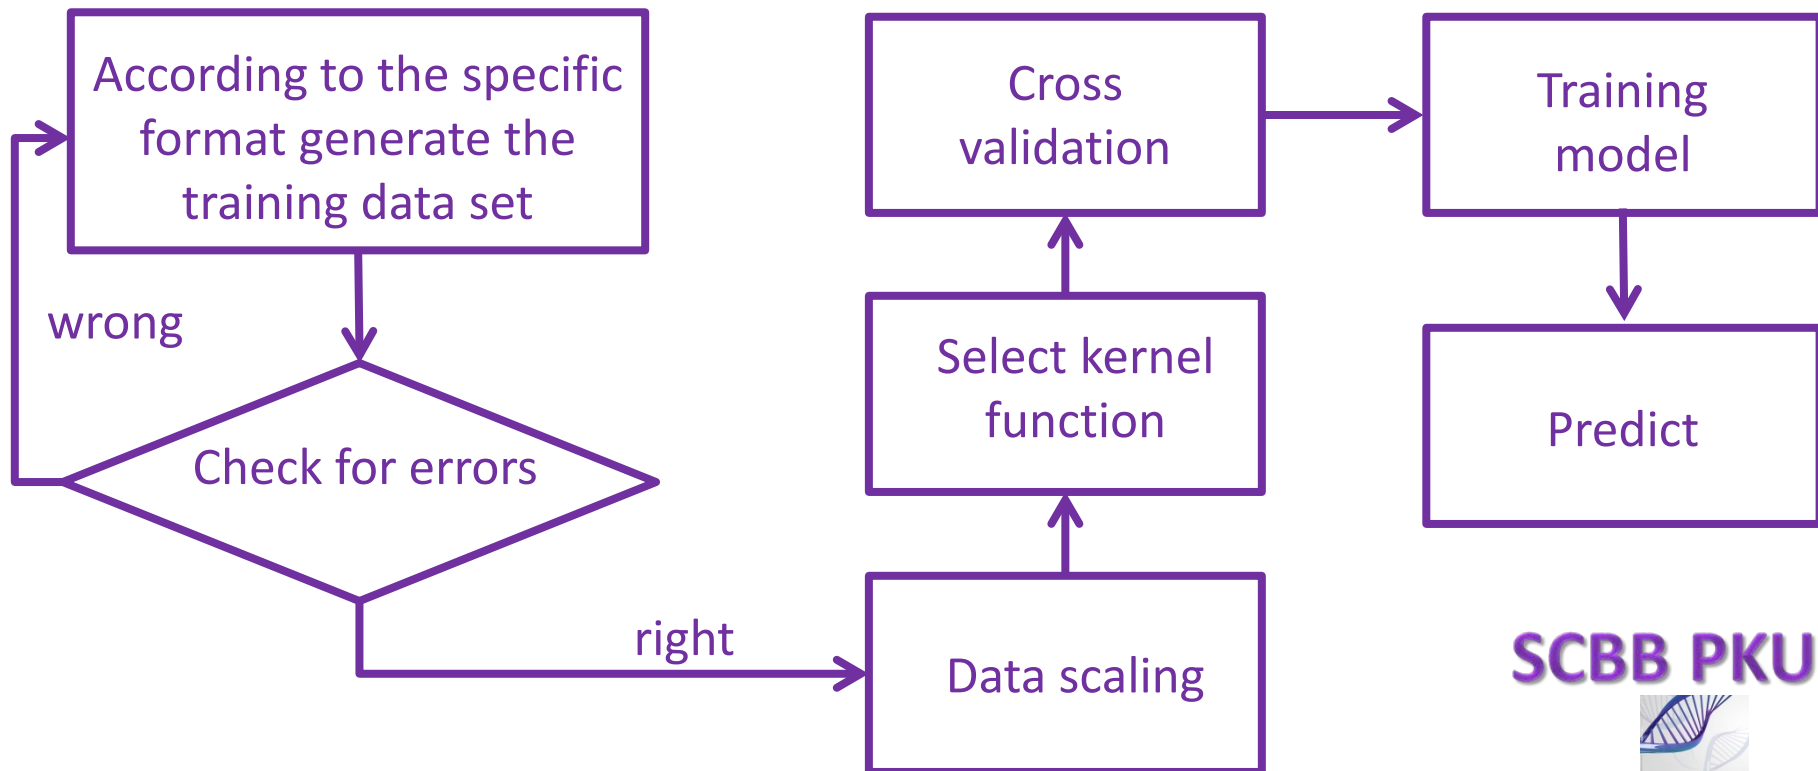 According to the specific
format generate the
training data set
wrong
Check for errors
right
Data scaling
Select kernel
function
Cross
validation
Training
model
Predict
SCBB PKU